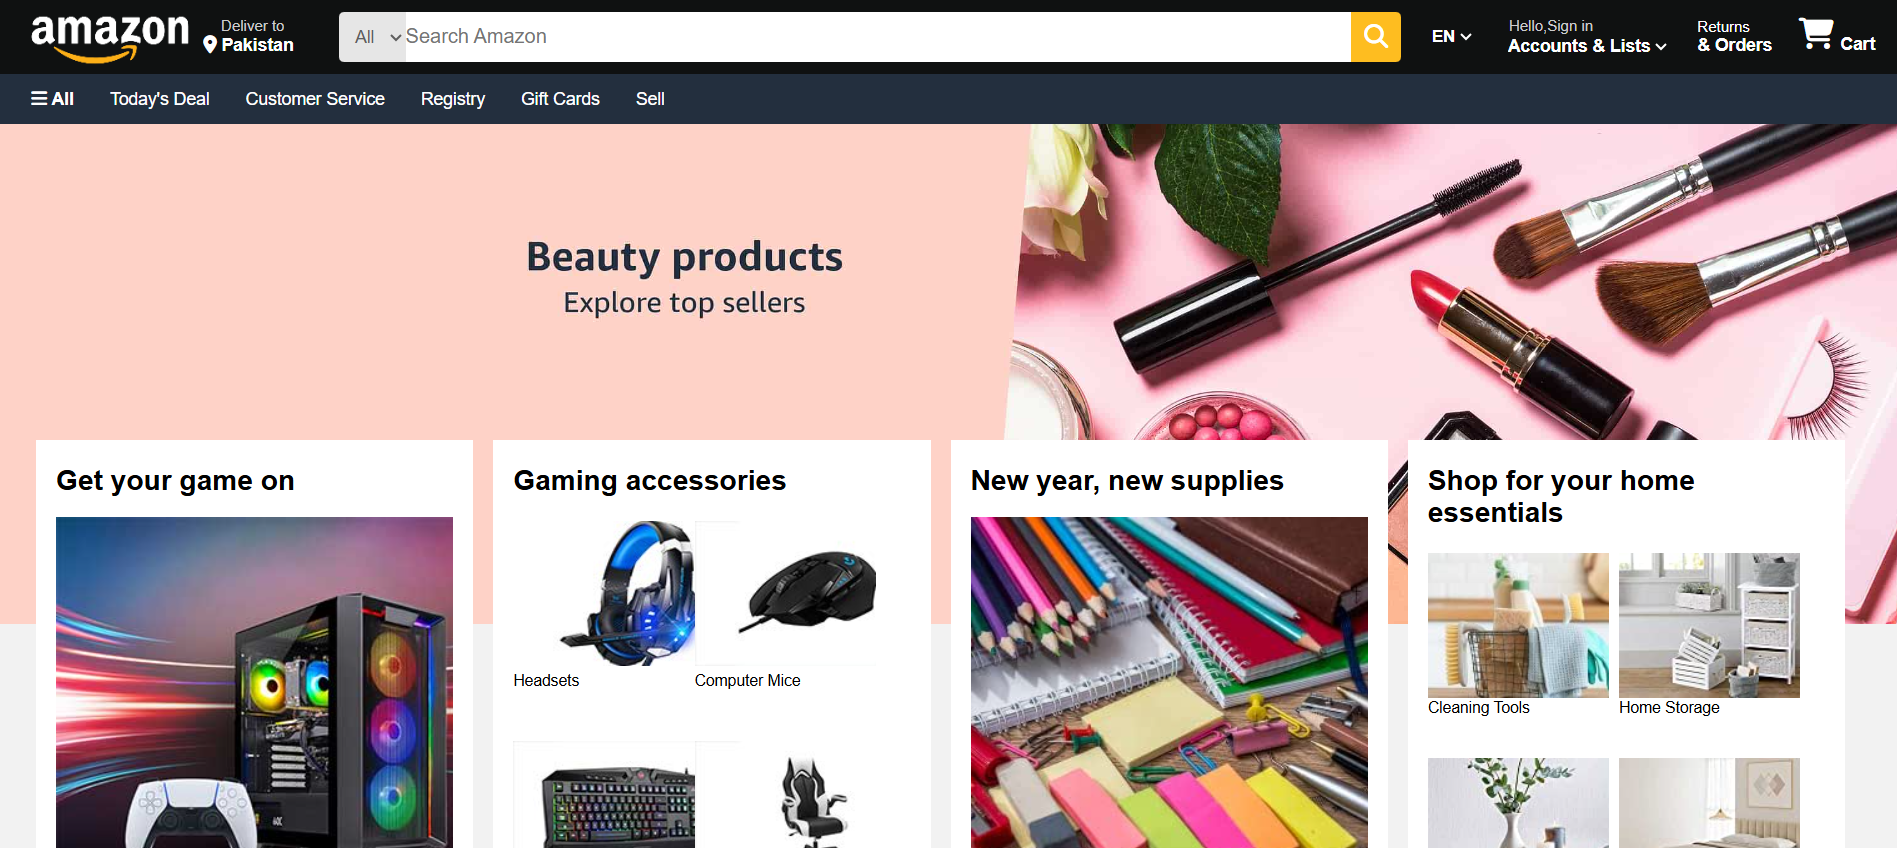 amazon
Deliver to
Pakistan
All
Search Amazon
EN
Hello,Sign in
Accounts & Lists
Returns
& Orders
Cart
All
Today's Deal
Customer Service
Registry
Gift Cards
Sell
Beauty products
Explore top sellers
Get your game on
Gaming accessories
Headsets
Computer Mice
New year, new supplies
Shop for your home
essentials
Cleaning Tools
Home Storage